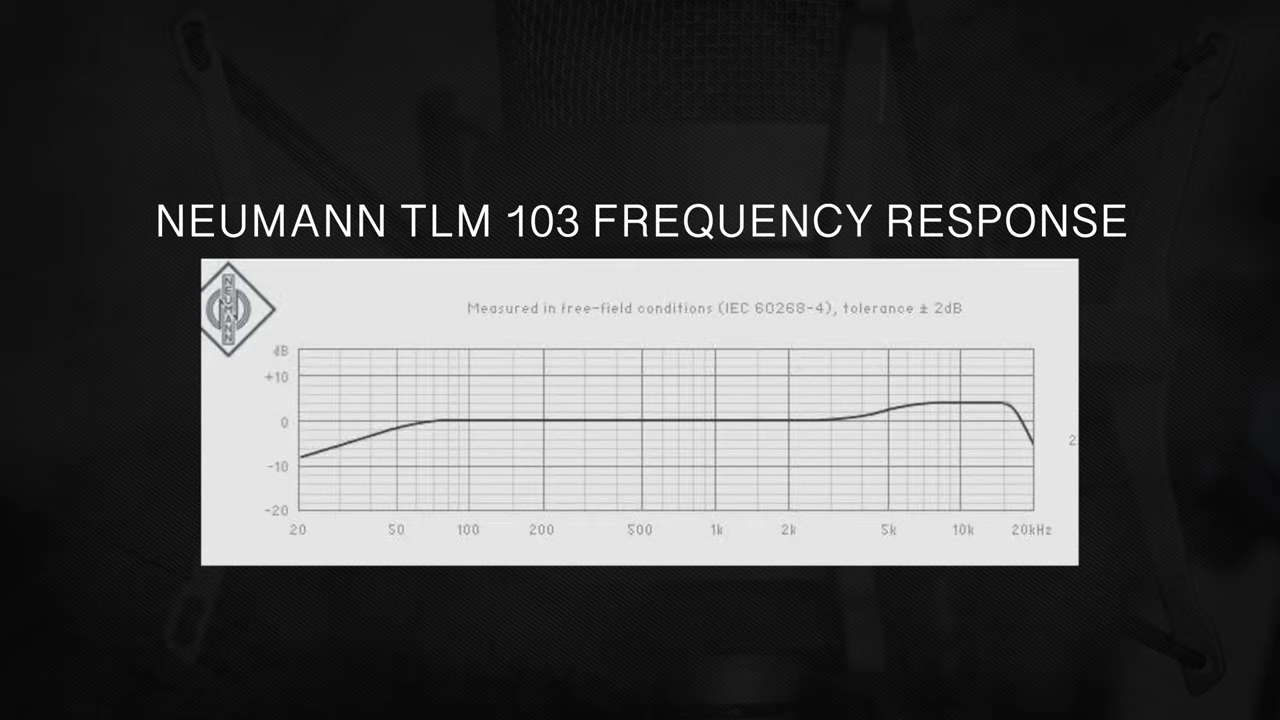 NEUMANN TLM 103 FREQUENCY RESPONSE
NEUMANN
Measured in free-field conditions (IEC 60268-4), tolerance ± 2dB
dB
+10
0
2
-10
-20
20 50 100 200 500 1k 2k 5k 10k 20kHz